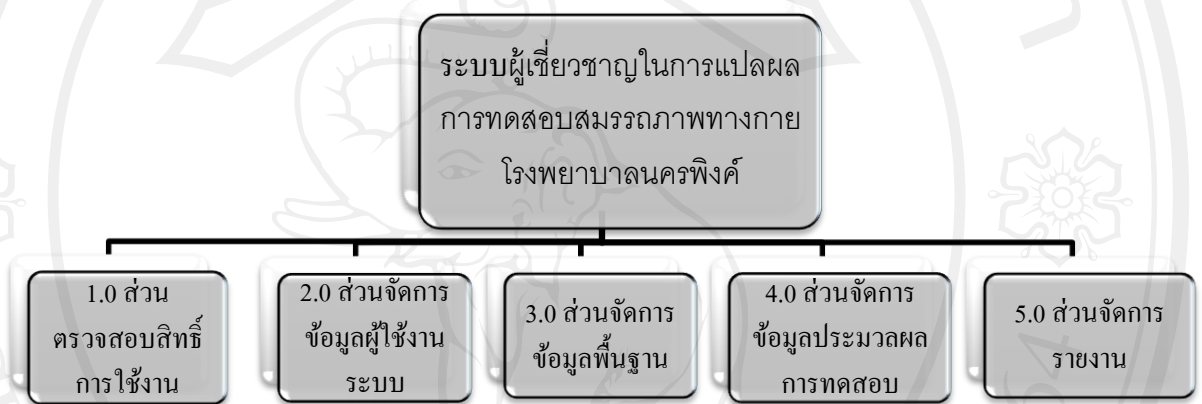 ระบบผู้เชี่ยวชาญในการแปลผล
การทดสอบสมรรถภาพทางกาย
โรงพยาบาลนครพิงค์
1.0 ส่วน
ตรวจสอบสิทธิ์
การใช้งาน
2.0 ส่วนจัดการ
ข้อมูลผู้ใช้งาน
ระบบ
3.0 ส่วนจัดการ
ข้อมูลพื้นฐาน
4.0 ส่วนจัดการ
ข้อมูลประมวลผล
การทดสอบ
5.0 ส่วนจัดการ
รายงาน